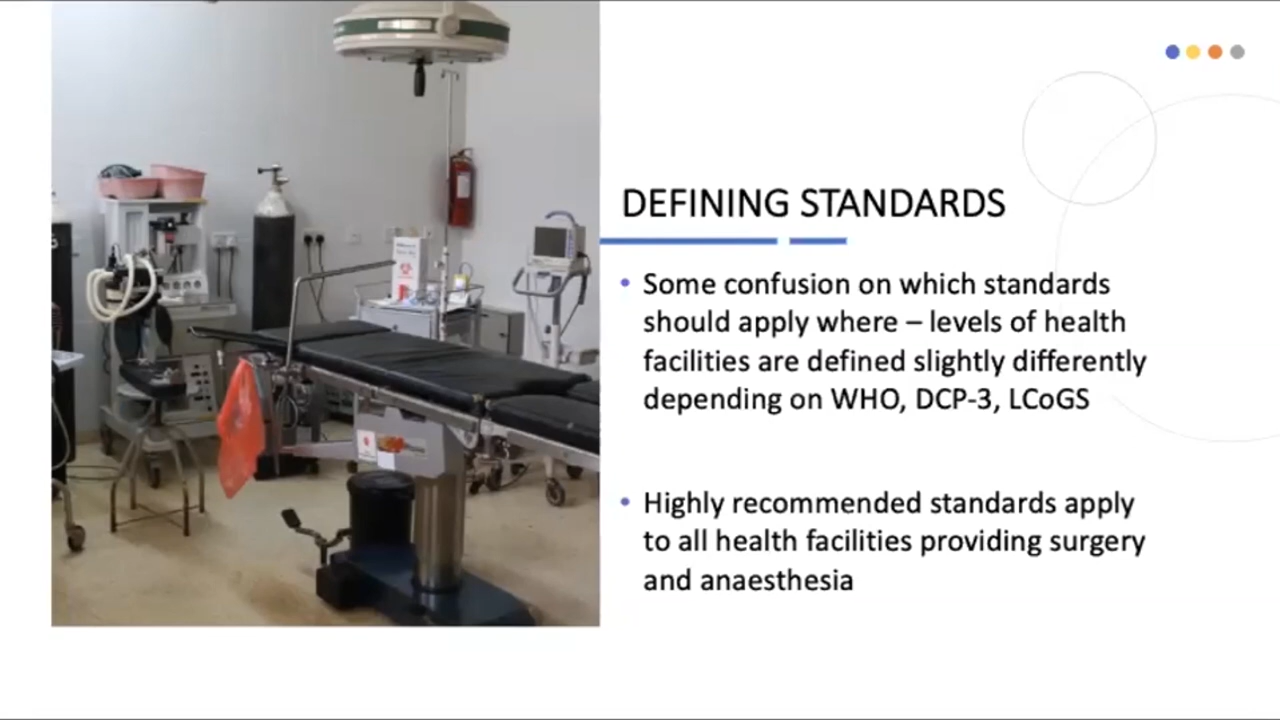 DEFINING STANDARDS
• Some confusion on which standards
should apply where – levels of health
facilities are defined slightly differently
depending on WHO, DCP-3, LCoGS
• Highly recommended standards apply
to all health facilities providing surgery
and anaesthesia